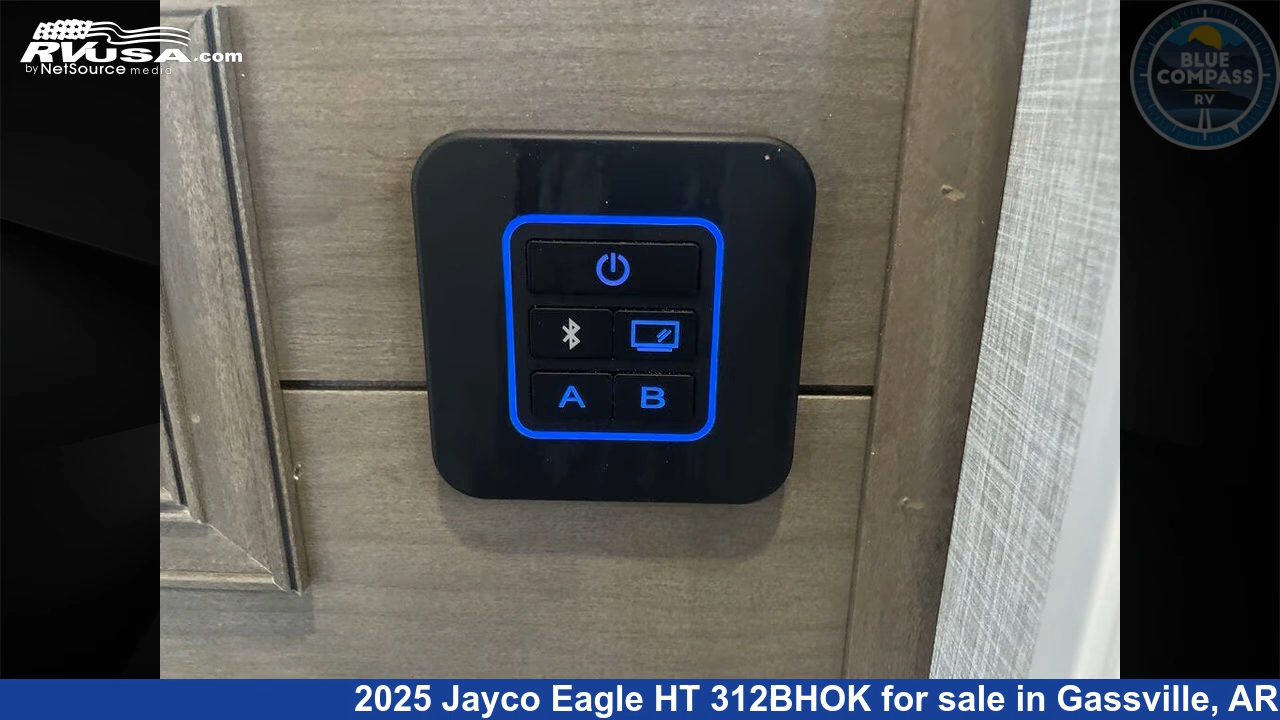 RVUSA.com
by NetSource media
BLUE
COMPASS
RV
A B
2025 Jayco Eagle HT 312BHOK for sale in Gassville, AR